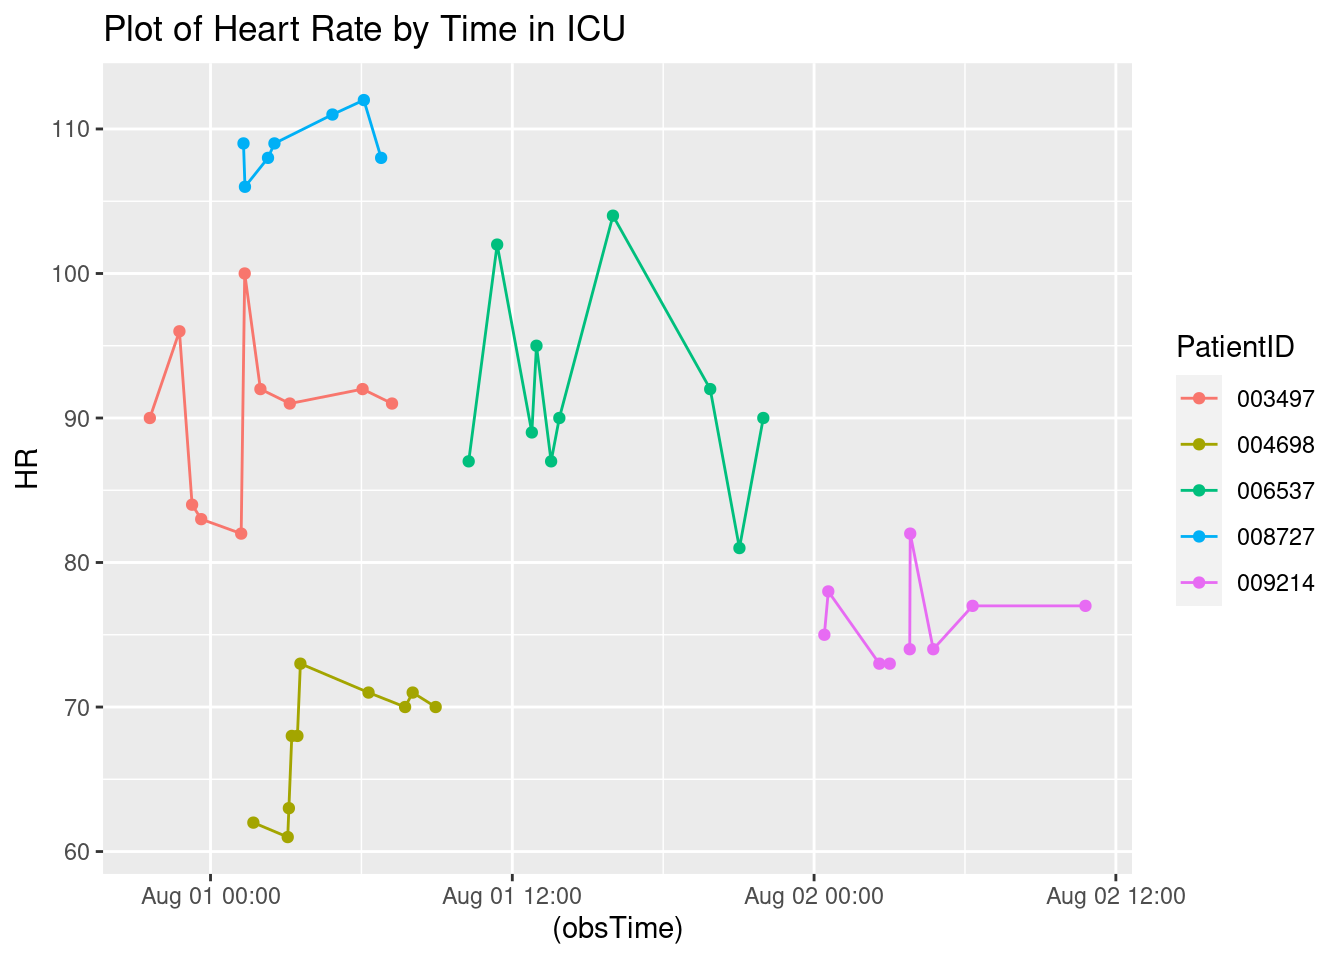 Plot of Heart Rate by Time in ICU
HR
110
100
90
80
70
60
Aug 01 00:00
Aug 01 12:00
Aug 02 00:00
Aug 02 12:00
(obsTime)
PatientID
003497
004698
006537
008727
009214